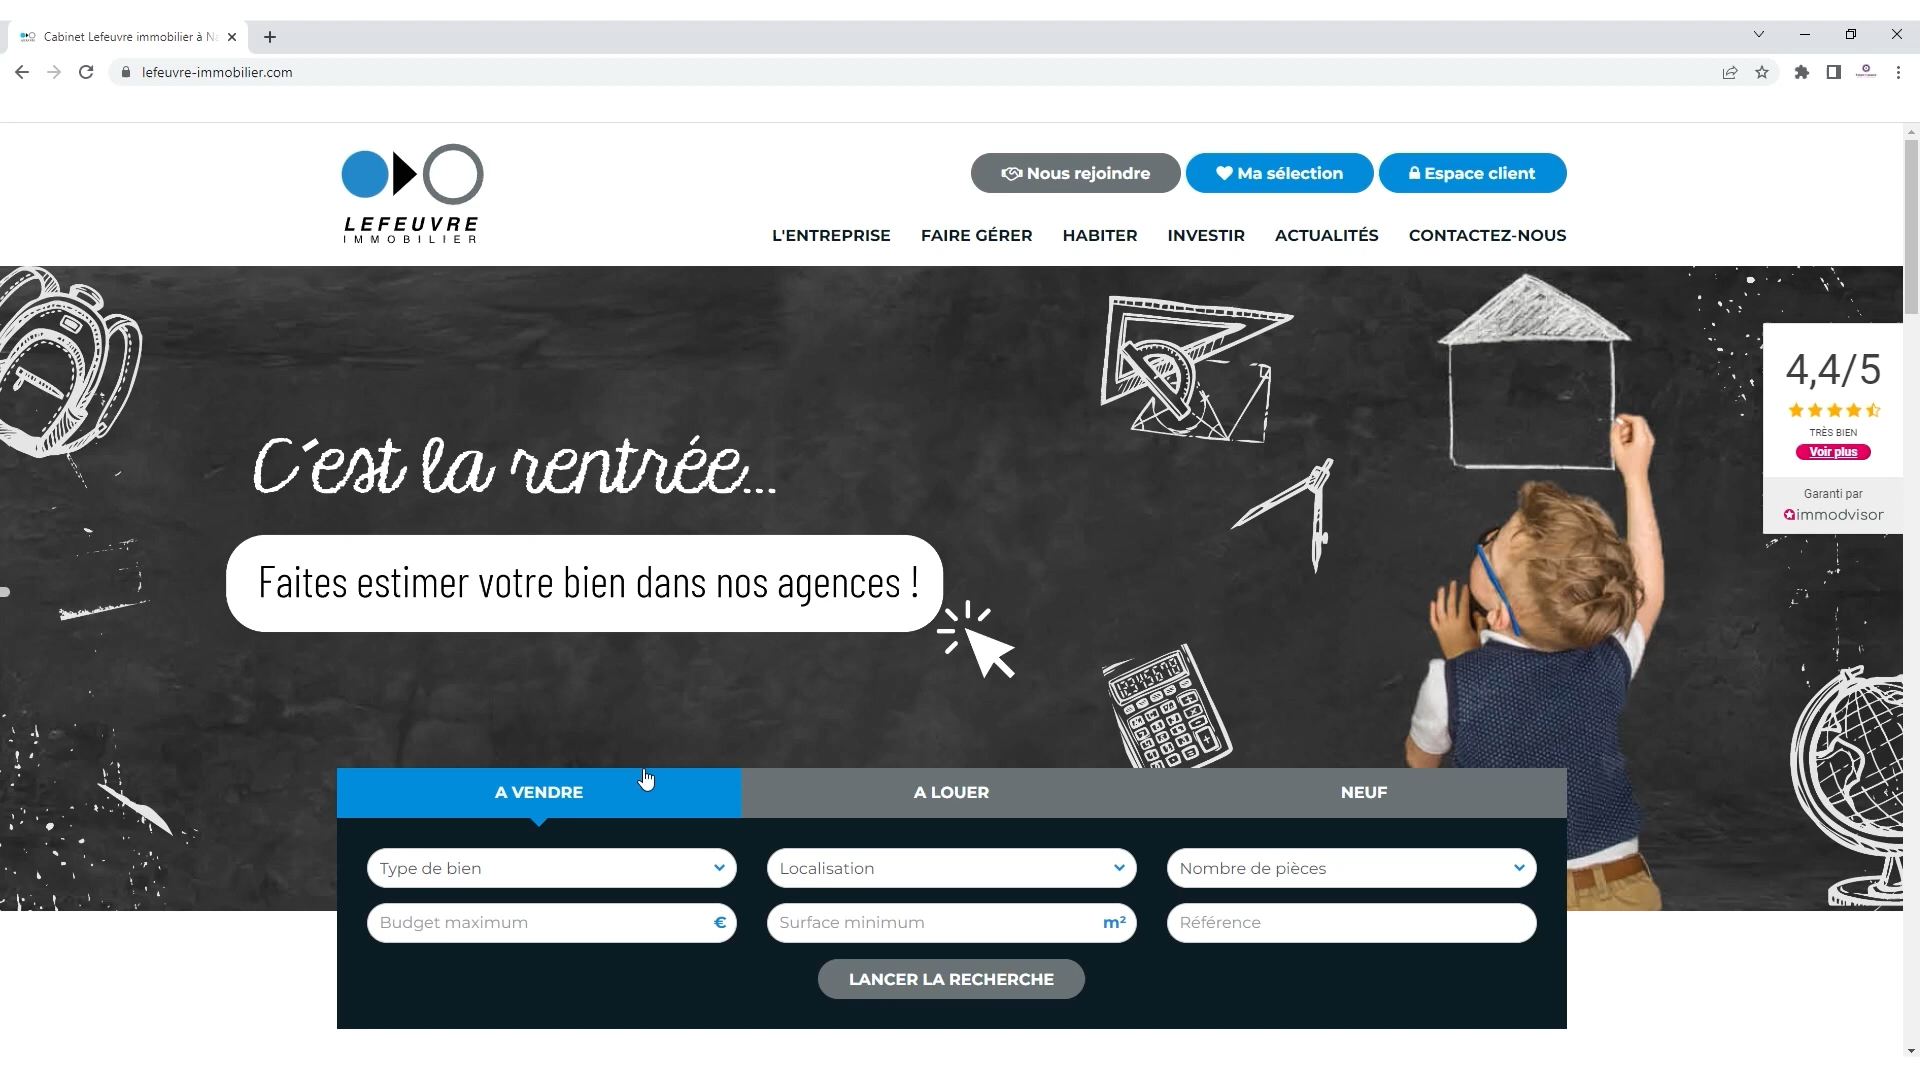 Cabinet Lefeuvre immobilier à Na
lefeuvre-immobilier.com
LEFEUVRE
IMMOBILIER
Nous rejoindre
Ma sélection
Espace client
L'ENTREPRISE
FAIRE GÉRER
HABITER
INVESTIR
ACTUALITÉS
CONTACTEZ-NOUS
C'est la rentrée...
Faites estimer votre bien dans nos agences !
4,4/5
TRÈS BIEN
Voir plus
Garanti par
immodvisor
A VENDRE
A LOUER
NEUF
Type de bien
Localisation
Nombre de pièces
Budget maximum €
Surface minimum m²
Référence
LANCER LA RECHERCHE